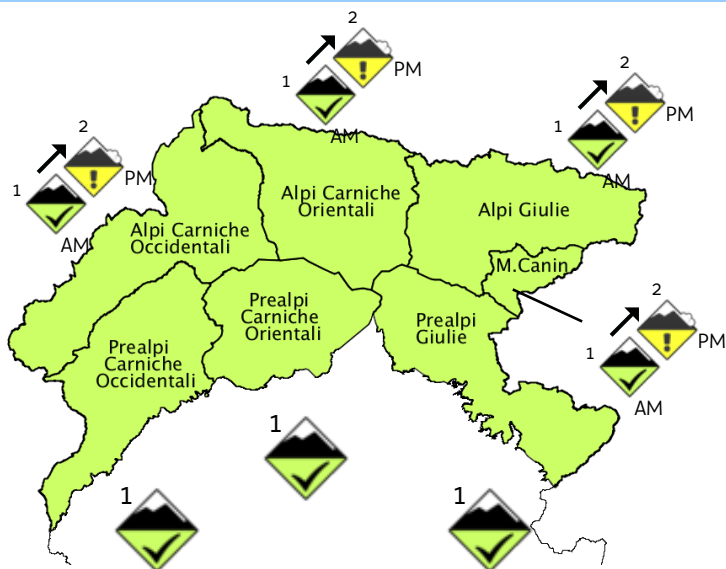 2
1
PM
AM
2
1
PM
AM
2
1
PM
AM
Alpi Carniche
Orientali
Alpi Giulie
Alpi Carniche
Occidentali
M.Canin
Prealpi
Carniche
Orientali
Prealpi
Giulie
Prealpi
Carniche
Occidentali
2
1
PM
AM
1
1
1